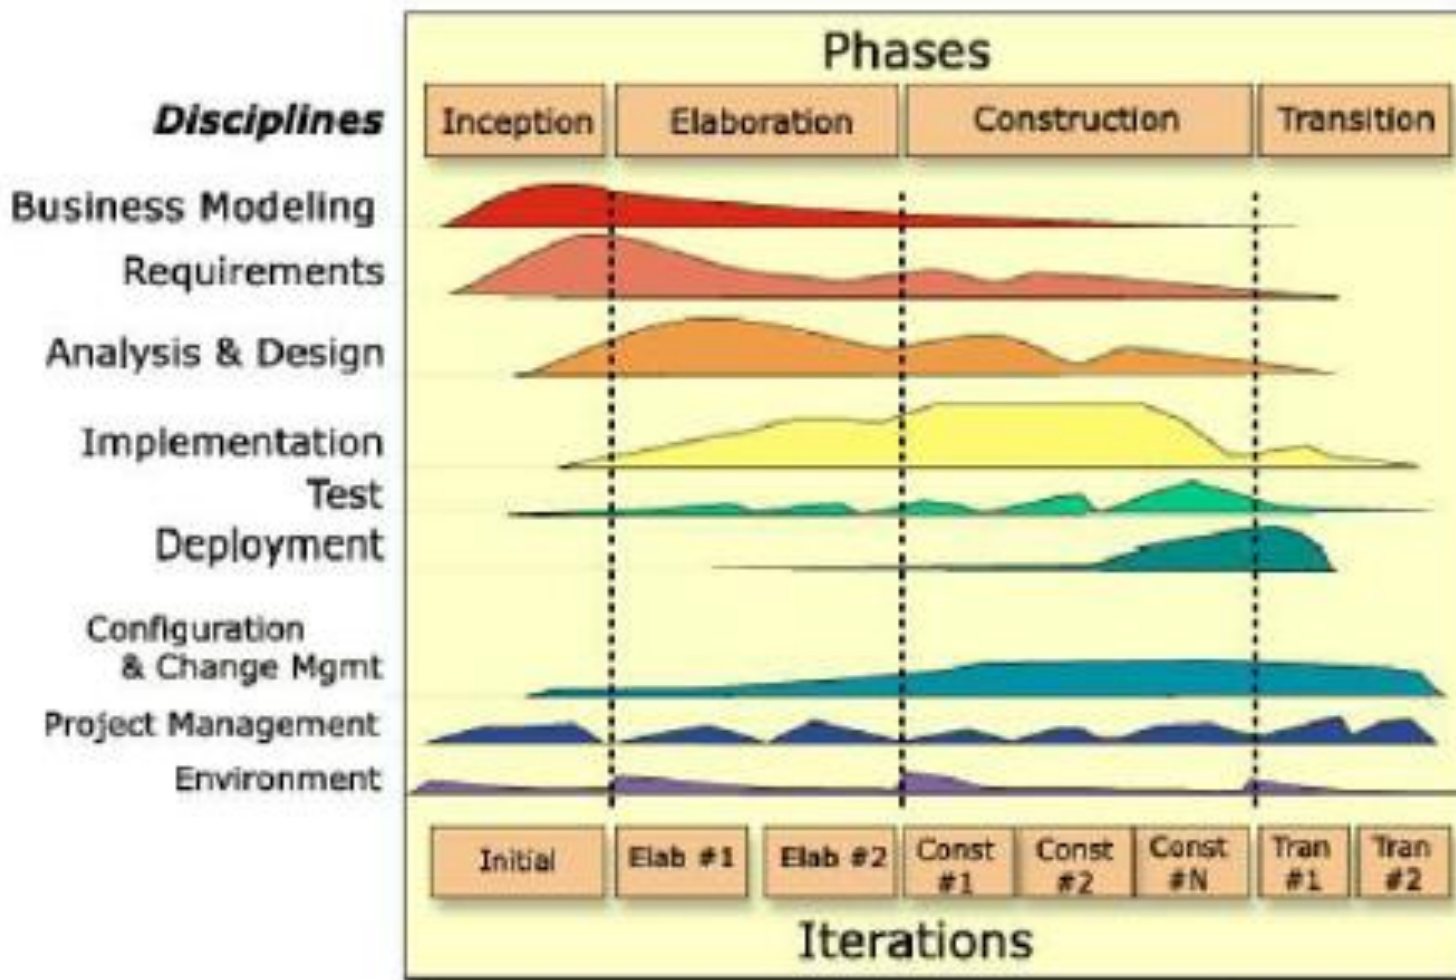 Phases
Disciplines Inception Elaboration Construction Transition
Business Modeling
Requirements
Analysis & Design
Implementation
Test
Deployment
Configuration
& Change Mgmt
Project Management
Environment
Initial Elab #1 Elab #2 Const #1 Const #2 Const #N Tran #1 Tran #2
Iterations